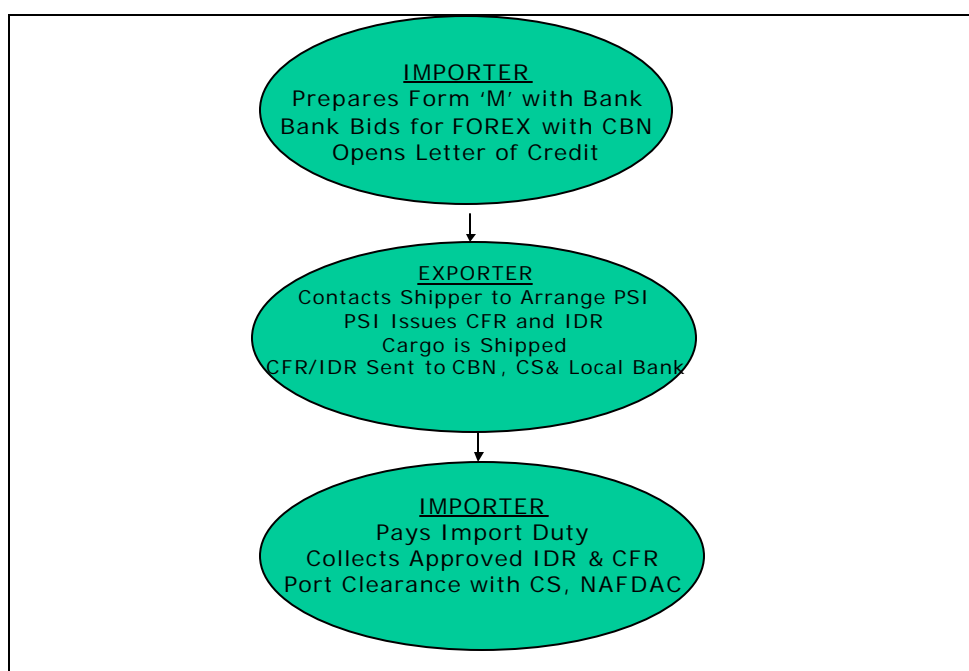 IMPORTER
Prepares Form ‘M’ with Bank
Bank Bids for FOREX with CBN
Opens Letter of Credit
EXPORTER
Contacts Shipper to Arrange PSI
PSI Issues CFR and IDR
Cargo is Shipped
CFR/IDR Sent to CBN, CS& Local Bank
IMPORTER
Pays Import Duty
Collects Approved IDR & CFR
Port Clearance with CS, NAFDAC